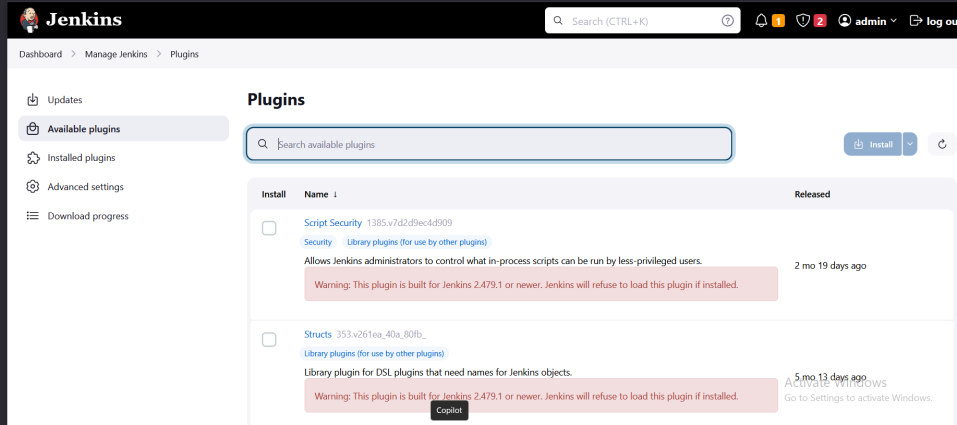 Jenkins
Search (CTRL+K)
?
1
2
admin
log ou
Dashboard > Manage Jenkins > Plugins
Updates
Available plugins
Installed plugins
Advanced settings
Download progress
Plugins
Search available plugins
Install
Install Name ↓ Released
Script Security 1385.v7d2d9ec4d909
Security Library plugins (for use by other plugins)
Allows Jenkins administrators to control what in-process scripts can be run by less-privileged users.
2 mo 19 days ago
Warning: This plugin is built for Jenkins 2.479.1 or newer. Jenkins will refuse to load this plugin if installed.
Structs 353.v261ea_40a_80fb_
Library plugins (for use by other plugins)
Library plugin for DSL plugins that need names for Jenkins objects.
5 mo 13 days ago
Warning: This plugin is built for Jenkins 2.479.1 or newer. Jenkins will refuse to load this plugin if installed.
Copilot
Activate Windows
Go to Settings to activate Windows.